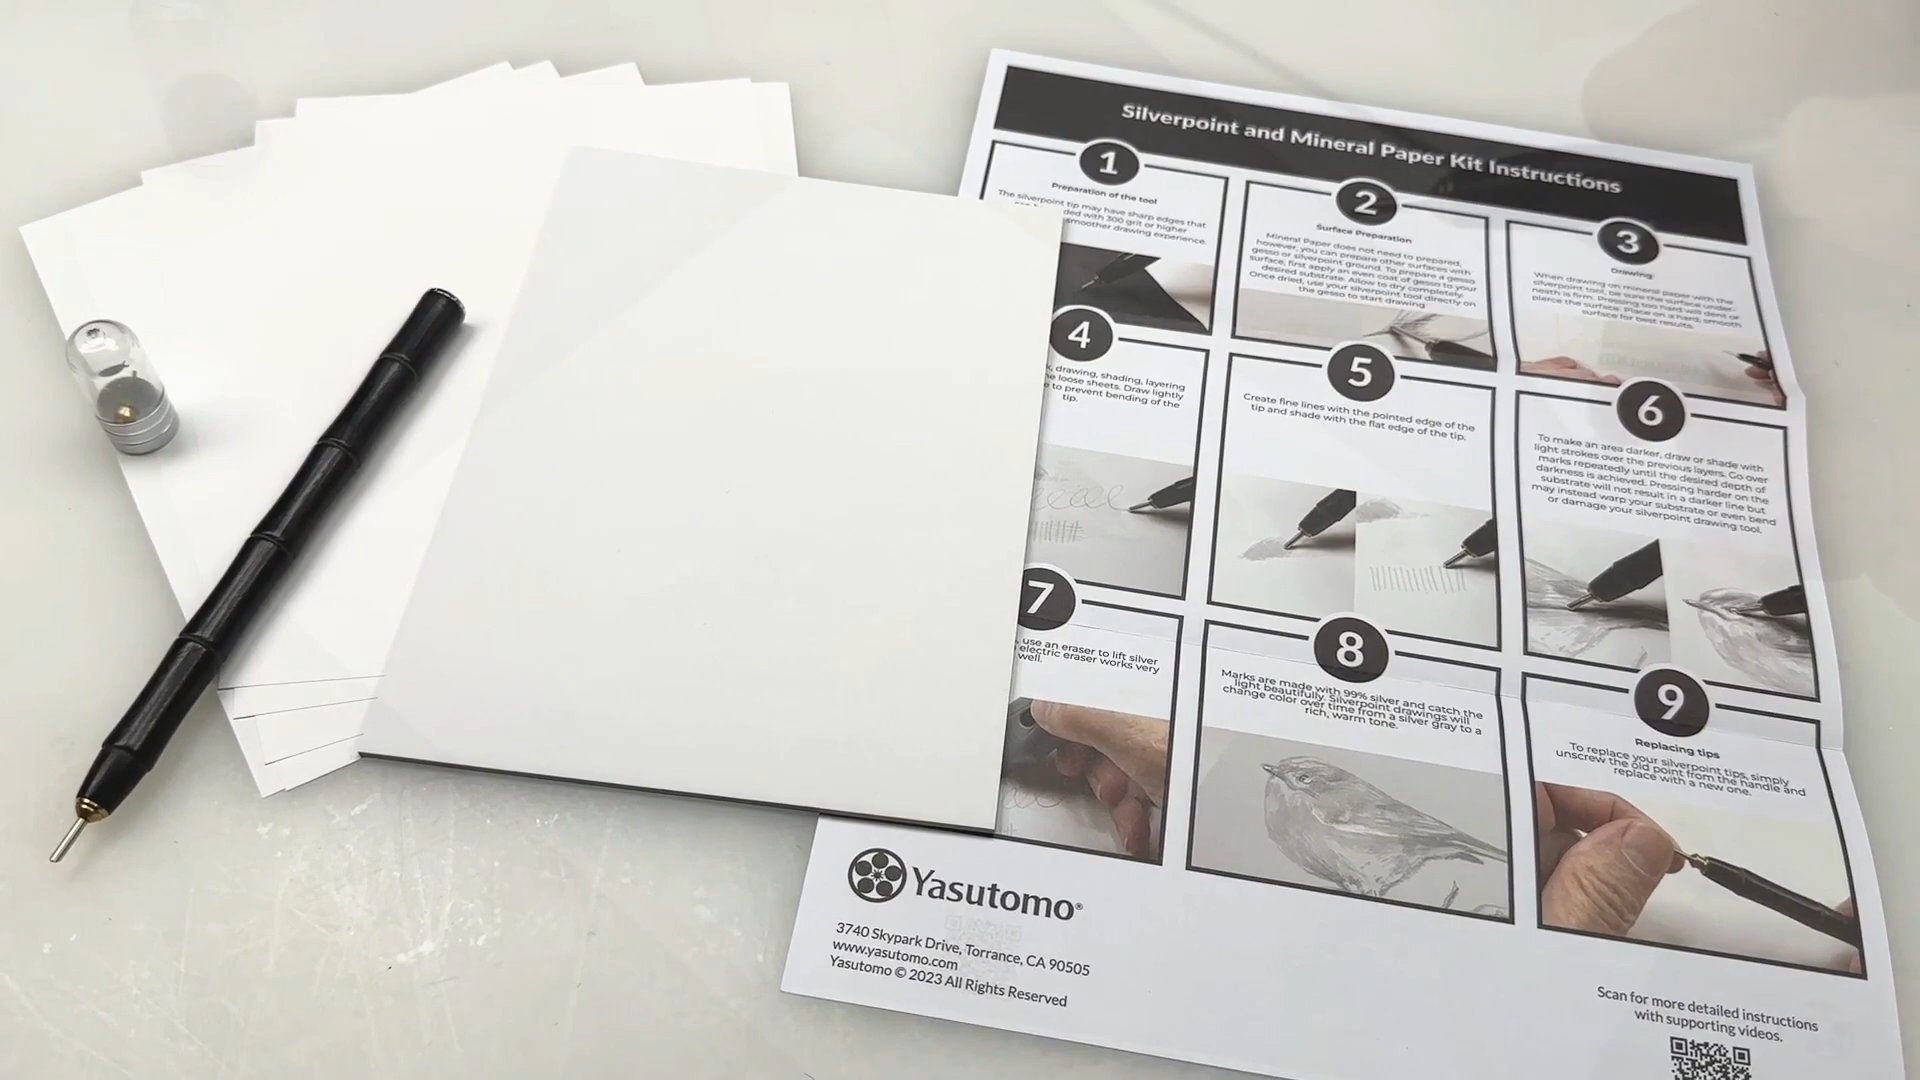 Silverpoint and Mineral Paper Kit Instructions
1
Preparation of the tool
The silverpoint tip may have sharp edges that
ded with 300 grit or higher
smoother drawing experience.
2
Surface Preparation
Mineral Paper does not need to prepared,
however, you can prepare other surfaces with
gesso or silverpoint ground. To prepare a gesso
surface, first apply an even coat of gesso to your
desired substrate. Allow to dry completely.
Once dried, use your silverpoint tool directly on
the gesso to start drawing
3
Drawing
When drawing on mineral paper with the
silverpoint tool, be sure the surface under-
neath is firm. Pressing too hard will dent or
pierce the surface. Place on a hard, smooth
surface for best results.
4
, drawing, shading, layering
loose sheets. Draw lightly
to prevent bending of the
tip.
5
Create fine lines with the pointed edge of the
tip and shade with the flat edge of the tip.
6
To make an area darker, draw or shade with
light strokes over the previous layers. Go over
marks repeatedly until the desired depth of
darkness is achieved. Pressing harder on the
substrate will not result in a darker line but
may instead warp your substrate or even bend
or damage your silverpoint drawing tool.
7
, use an eraser to lift silver
electric eraser works very
well.
8
Marks are made with 99% silver and catch the
light beautifully. Silverpoint drawings will
change color over time from a silver gray to a
rich, warm tone.
9
Replacing tips
To replace your silverpoint tips, simply
unscrew the old point from the handle and
replace with a new one.
Yasutomo®
3740 Skypark Drive, Torrance, CA 90505
www.yasutomo.com
Yasutomo © 2023 All Rights Reserved
Scan for more detailed instructions
with supporting videos.